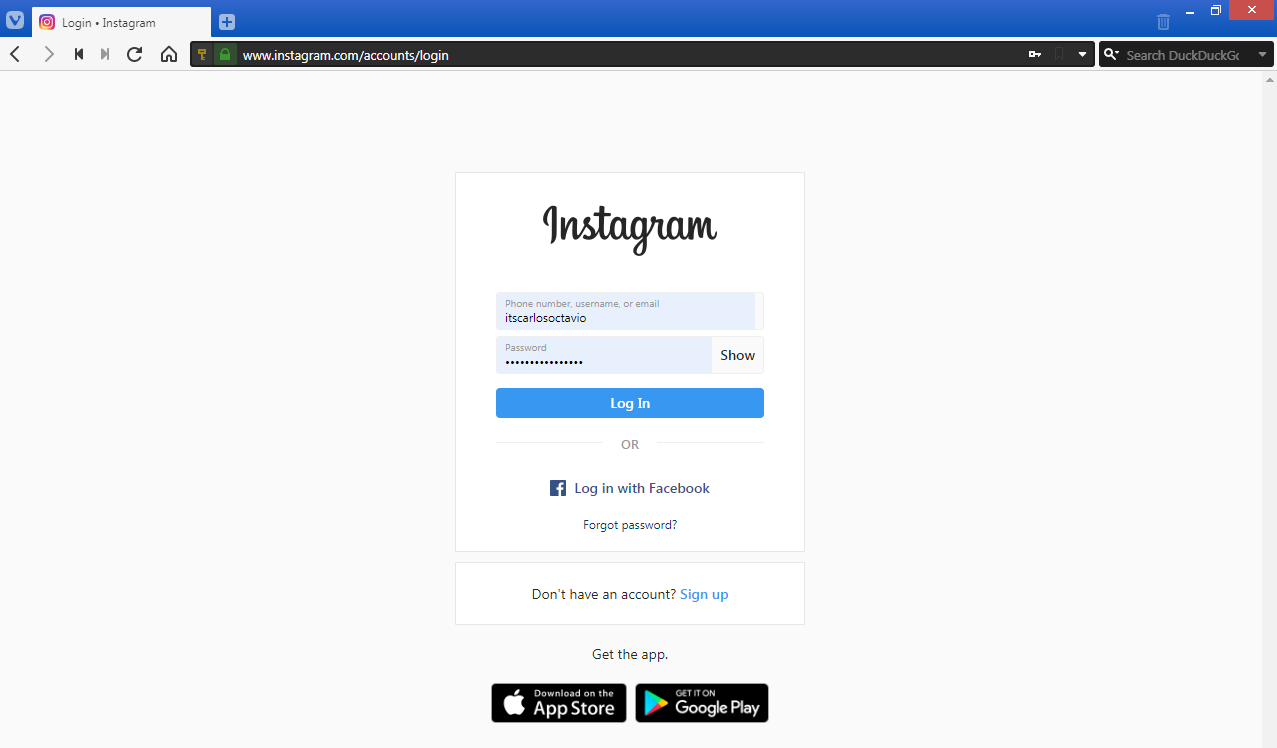 Login • Instagram
www.instagram.com/accounts/login
Search DuckDuckGo
Instagram
Phone number, username, or email
itscarlosoctavio
Password
••••••••••••••••
Show
Log In
OR
Log in with Facebook
Forgot password?
Don't have an account? Sign up
Get the app.
Download on the
App Store
GET IT ON
Google Play